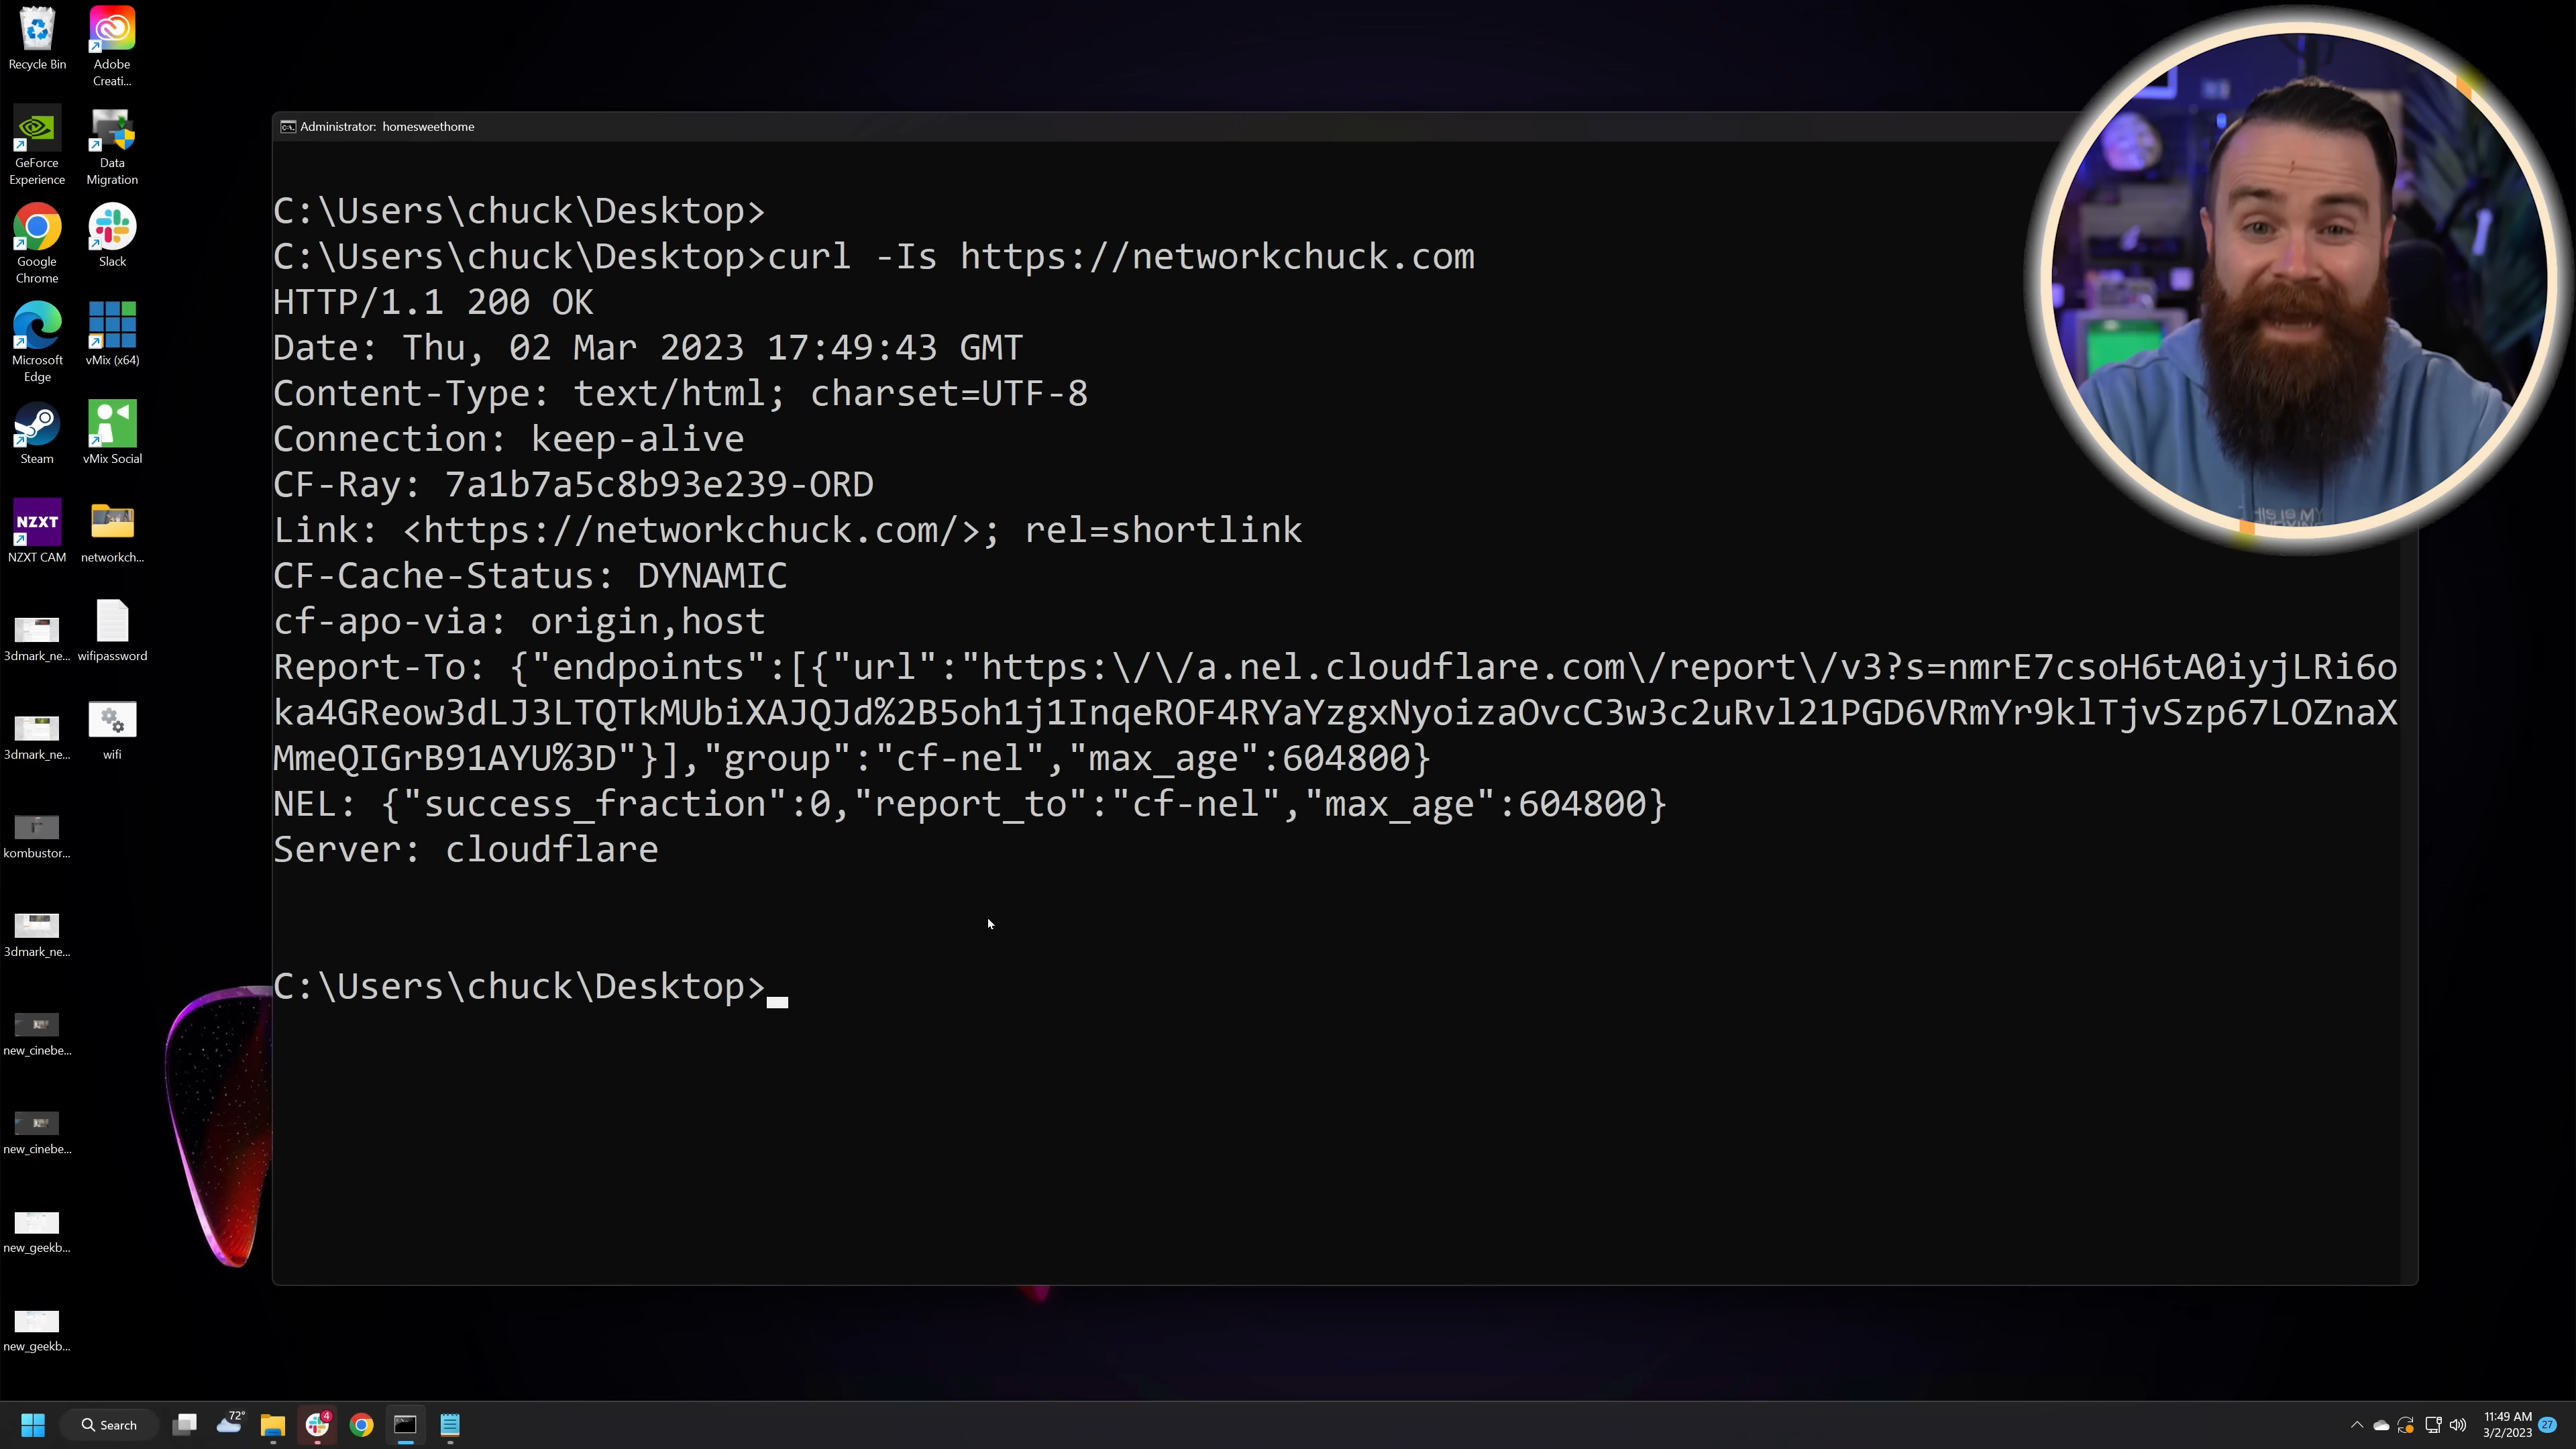 Recycle Bin
Adobe
Creati...
GeForce
Experience
Data
Migration
Google
Chrome
Slack
Microsoft
Edge
vMix (x64)
Steam
vMix Social
NZXT
NZXT CAM
networkch...
3dmark_ne...
wifipassword
3dmark_ne...
wifi
kombustor...
3dmark_ne...
new_cinebe...
new_cinebe...
new_geekb...
new_geekb...
Administrator: homesweethome
C:\Users\chuck\Desktop>
C:\Users\chuck\Desktop>curl -Is https://networkchuck.com
HTTP/1.1 200 OK
Date: Thu, 02 Mar 2023 17:49:43 GMT
Content-Type: text/html; charset=UTF-8
Connection: keep-alive
CF-Ray: 7a1b7a5c8b93e239-ORD
Link: <https://networkchuck.com/>; rel=shortlink
CF-Cache-Status: DYNAMIC
cf-apo-via: origin,host
Report-To: {"endpoints":[{"url":"https:\/\/a.nel.cloudflare.com\/report\/v3?s=nmrE7csoH6tA0iyjLRi6o
ka4GReow3dLJ3LTQTkMUbiXAJQJd%2B5oh1j1InqeROF4RYaYzgxNyoizaOvcC3w3c2uRvl21PGD6VRmYr9klTjvSzp67LOZnaX
MmeQIGrB91AYU%3D"}],"group":"cf-nel","max_age":604800}
NEL: {"success_fraction":0,"report_to":"cf-nel","max_age":604800}
Server: cloudflare
C:\Users\chuck\Desktop>
Search
72°
4
11:49 AM
3/2/2023
27